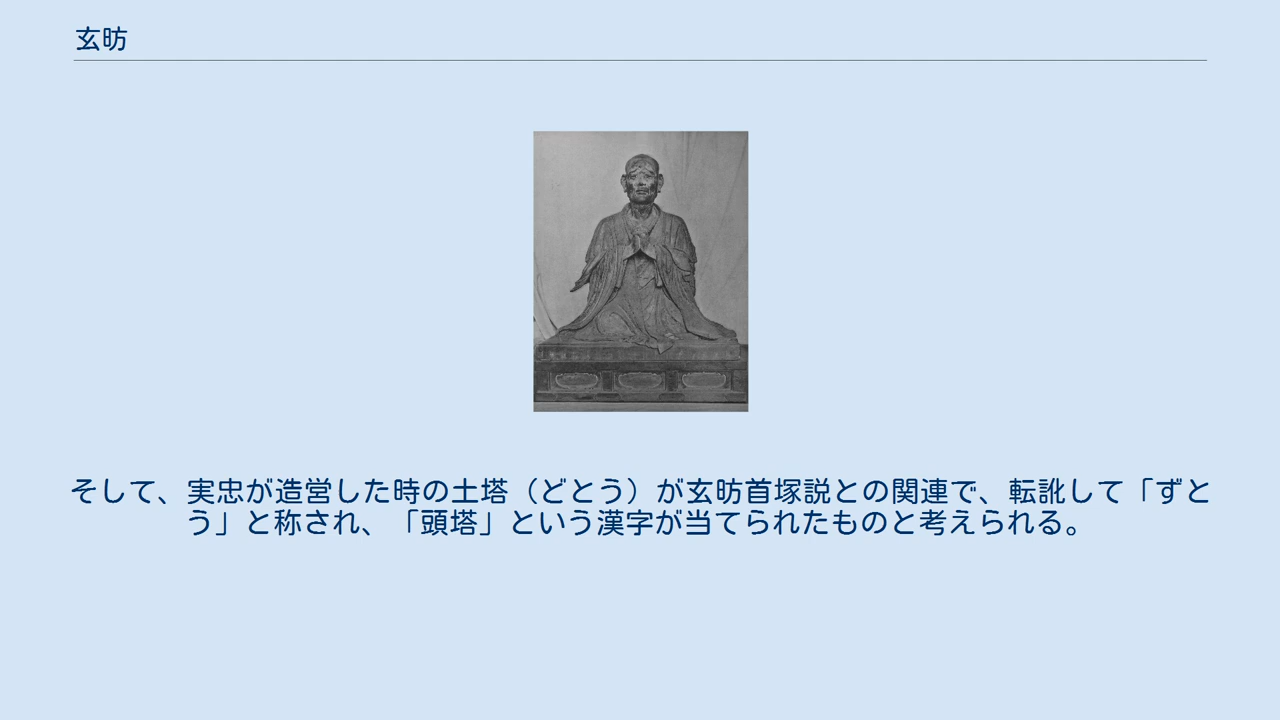 玄昉
そして、実忠が造営した時の土塔（どとう）が玄昉首塚説との関連で、転訛して「ずと
う」と称され、「頭塔」という漢字が当てられたものと考えられる。